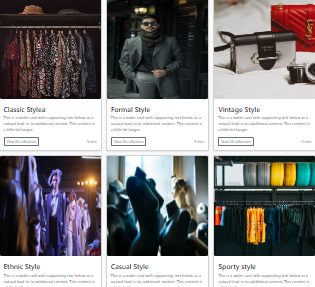 Classic Stylea
This is a wider card with supporting text below as a
natural lead-in to additional content. This content is
a little bit longer.
View All collections
9 mins
Formal Style
This is a wider card with supporting text below as a
natural lead-in to additional content. This content is
a little bit longer.
View All collections
9 mins
Vintage Style
This is a wider card with supporting text below as a
natural lead-in to additional content. This content is
a little bit longer.
View All collections
9 mins
Ethnic Style
This is a wider card with supporting text below as a
natural lead-in to additional content. This content is
Casual Style
This is a wider card with supporting text below as a
natural lead-in to additional content. This content is
Sporty style
This is a wider card with supporting text below as a
natural lead-in to additional content. This content is